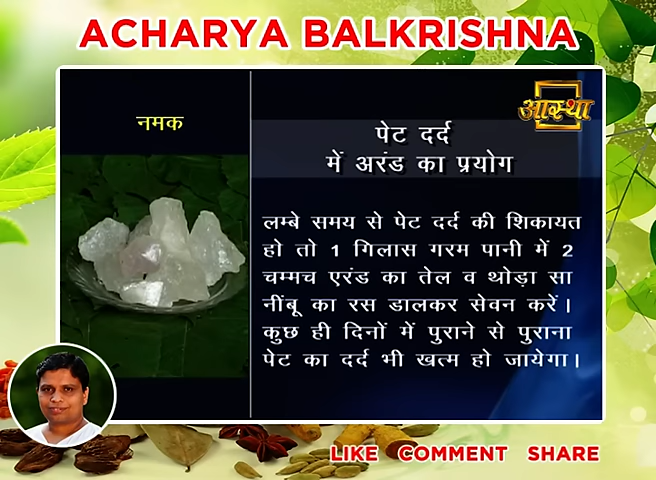 ACHARYA BALKRISHNA
आस्था
नमक
पेट दर्द
में अरंड का प्रयोग
लम्बे समय से पेट दर्द की शिकायत
हो तो 1 गिलास गरम पानी में 2
चम्मच एरंड का तेल व थोड़ा सा
नींबू का रस डालकर सेवन करें।
कुछ ही दिनों में पुराने से पुराना
पेट का दर्द भी खत्म हो जायेगा।
LIKE COMMENT SHARE